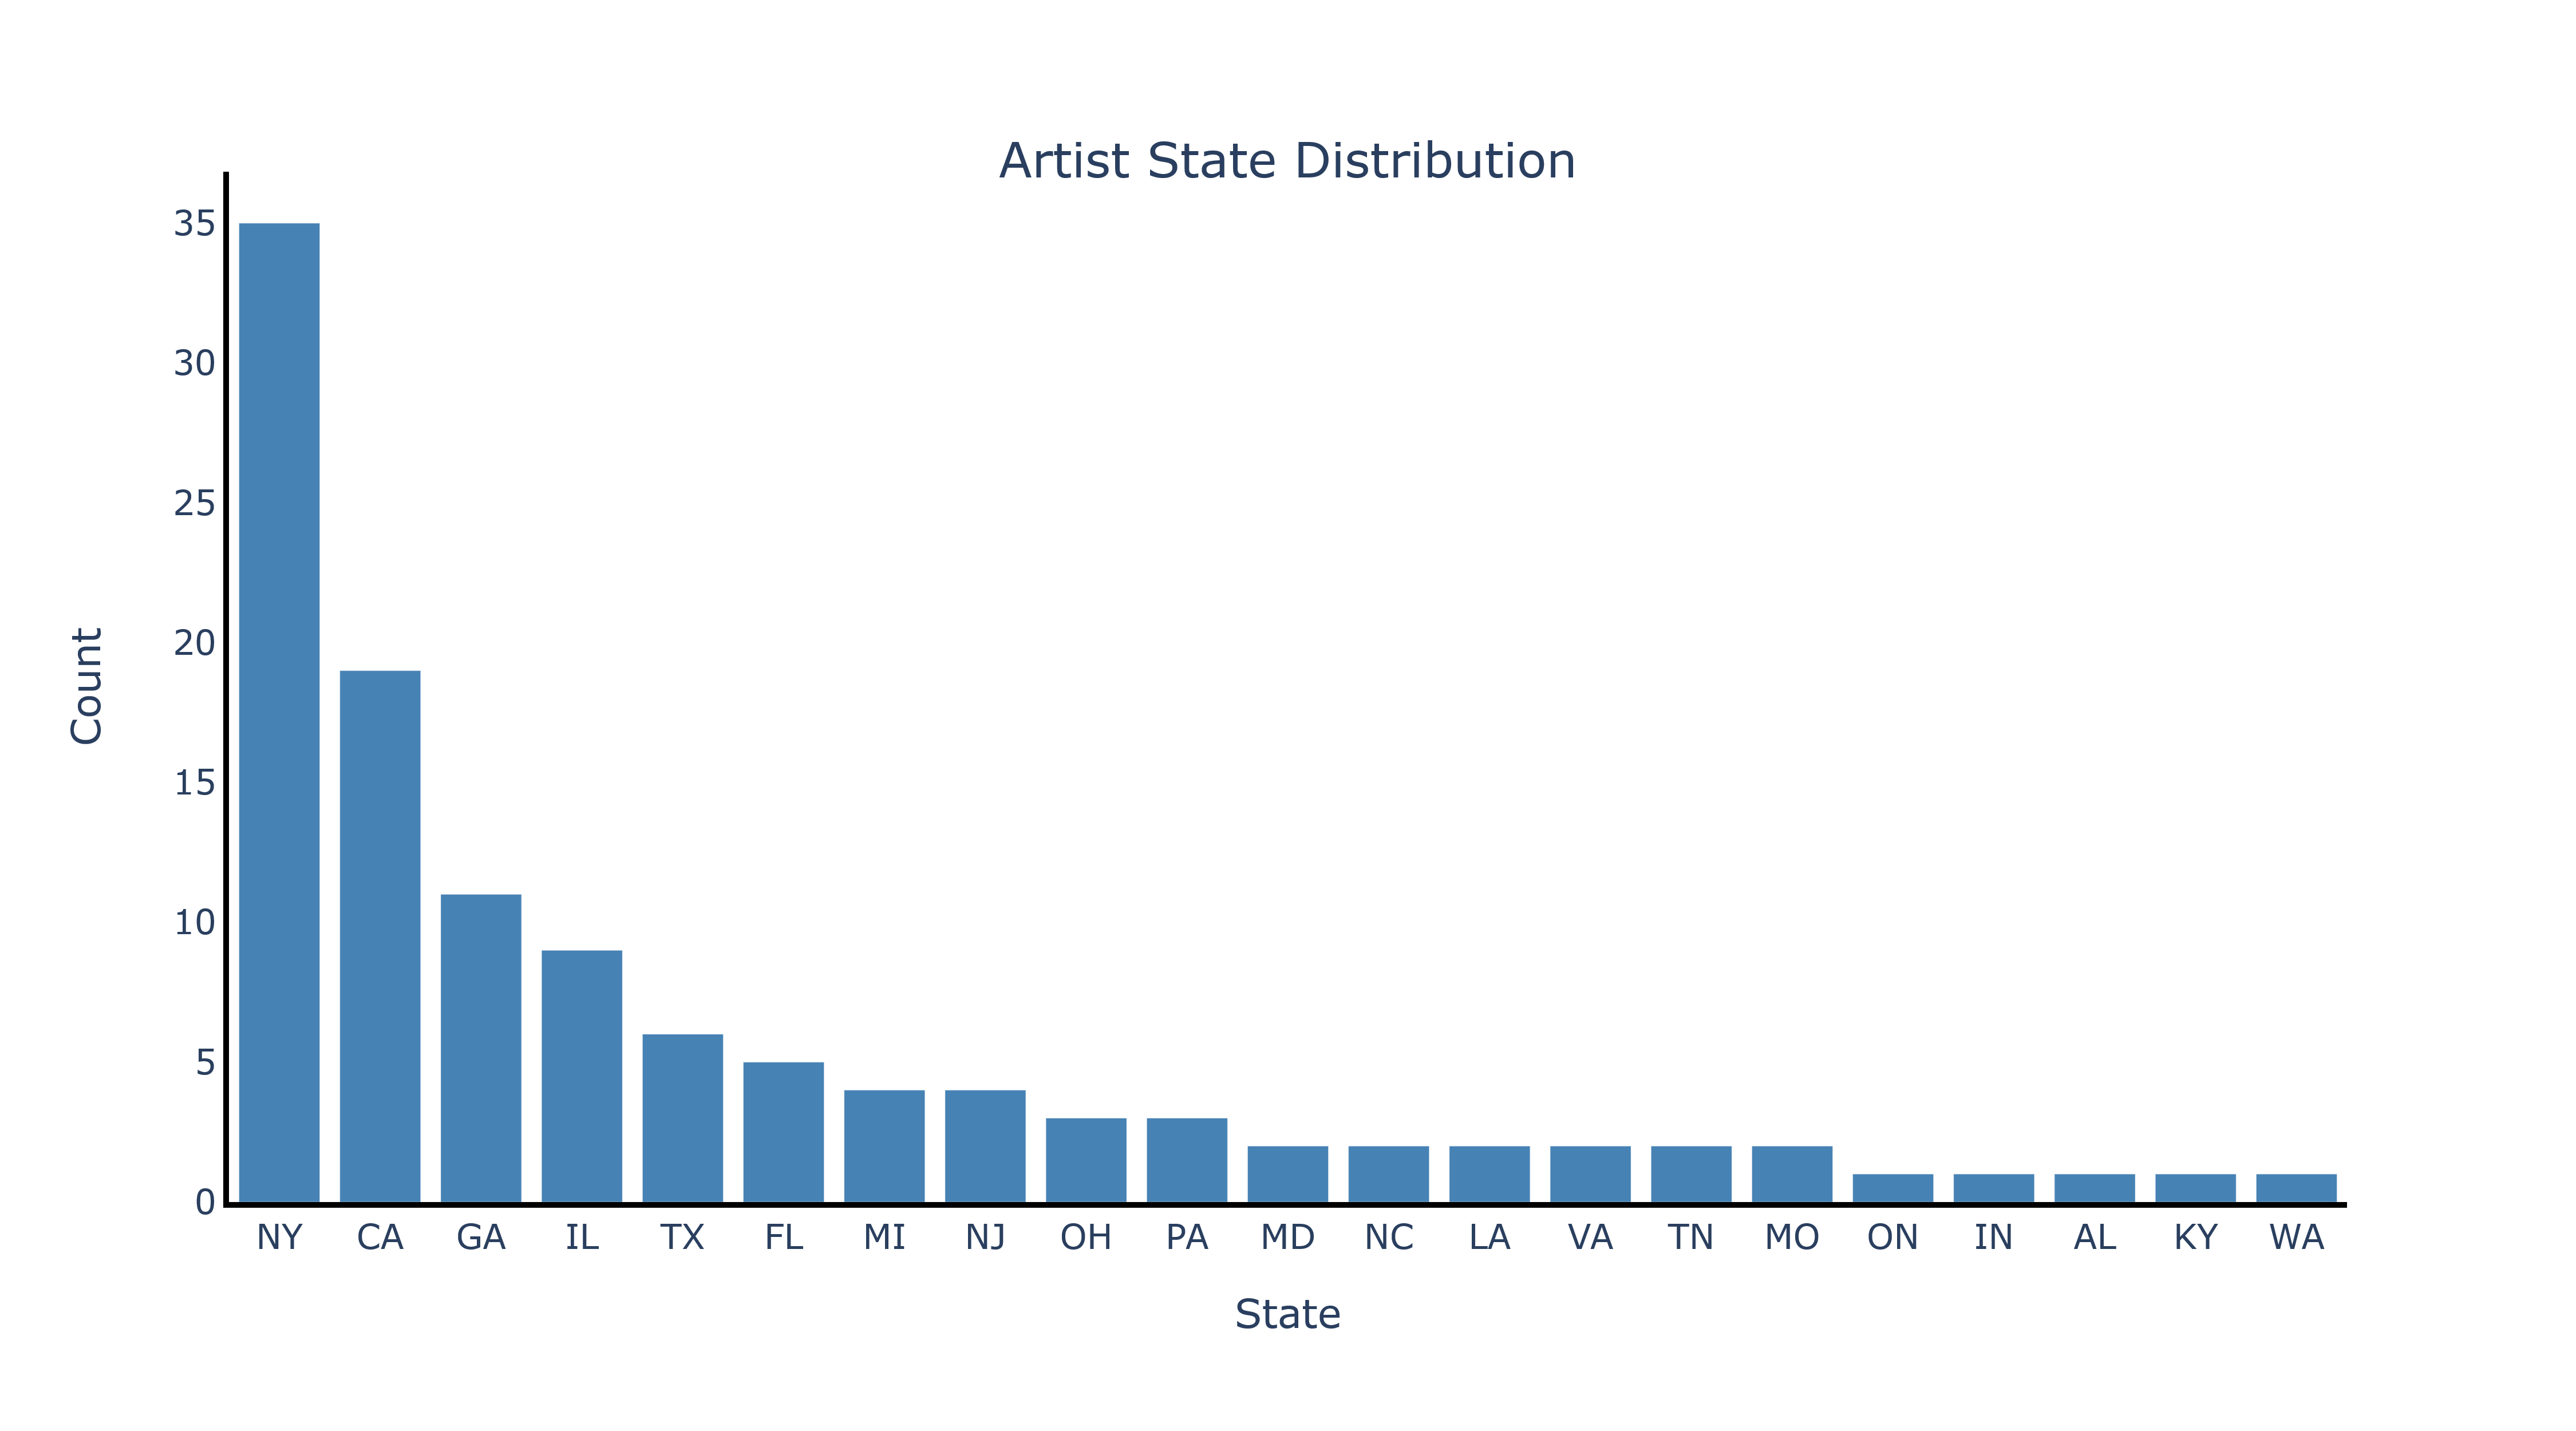 Artist State Distribution
35
30
25
20
15
10
5
0
Count
NY CA GA IL TX FL MI NJ OH PA MD NC LA VA TN MO ON IN AL KY WA
State